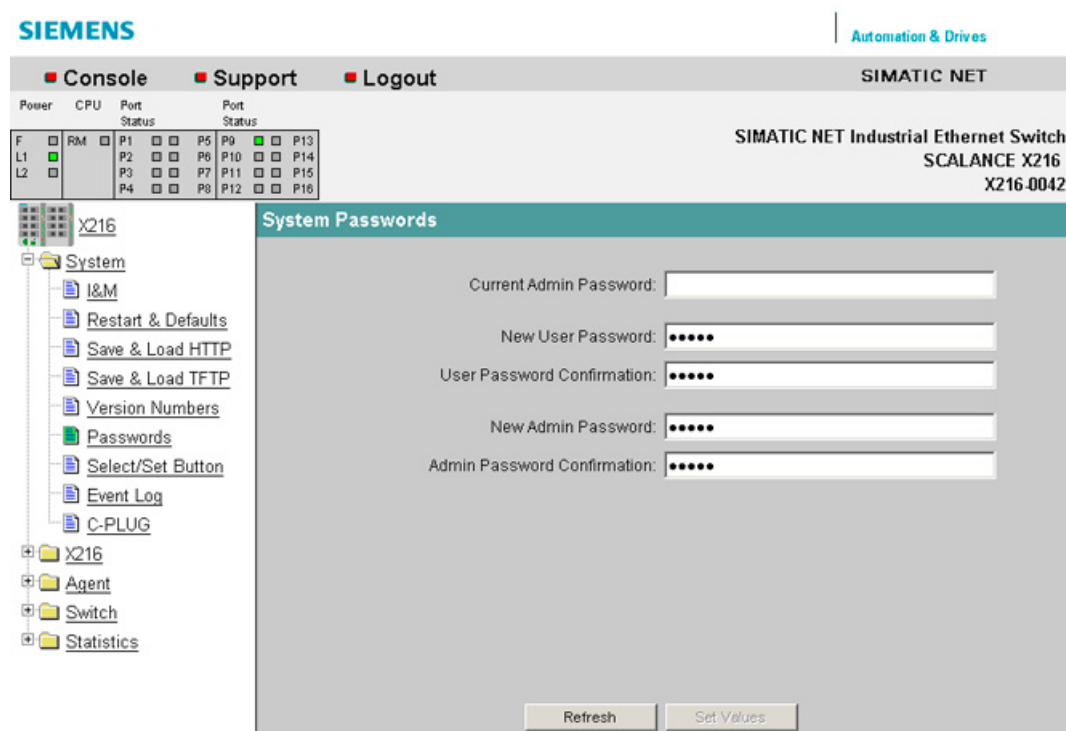 SIEMENS
Automation & Drives
Console Support Logout SIMATIC NET
Power CPU Port Status Port Status
F RM P1 P5 P9 P13
L1 P2 P6 P10 P14
L2 P3 P7 P11 P15
P4 P8 P12 P16
SIMATIC NET Industrial Ethernet Switch
SCALANCE X216
X216-0042
X216
System
I&M
Restart & Defaults
Save & Load HTTP
Save & Load TFTP
Version Numbers
Passwords
Select/Set Button
Event Log
C-PLUG
X216
Agent
Switch
Statistics
System Passwords
Current Admin Password:
New User Password: •••••
User Password Confirmation: •••••
New Admin Password: •••••
Admin Password Confirmation: •••••
Refresh Set Values